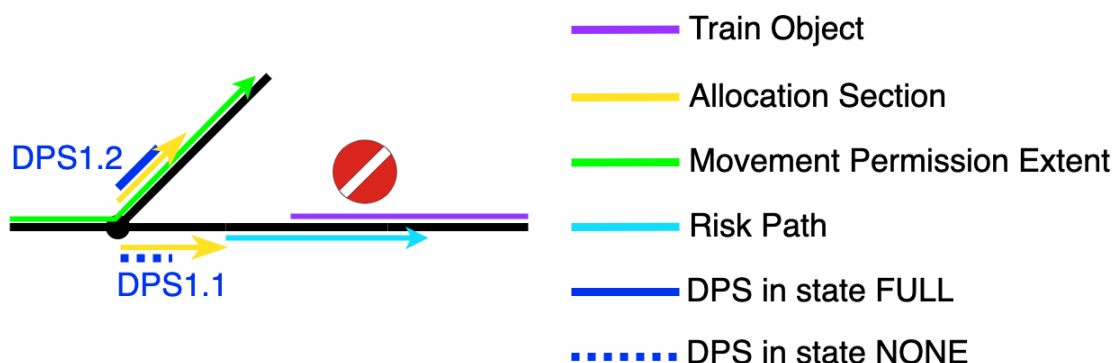 Train Object
Allocation Section
DPS1.2
Movement Permission Extent
Risk Path
DPS1.1
DPS in state FULL
DPS in state NONE